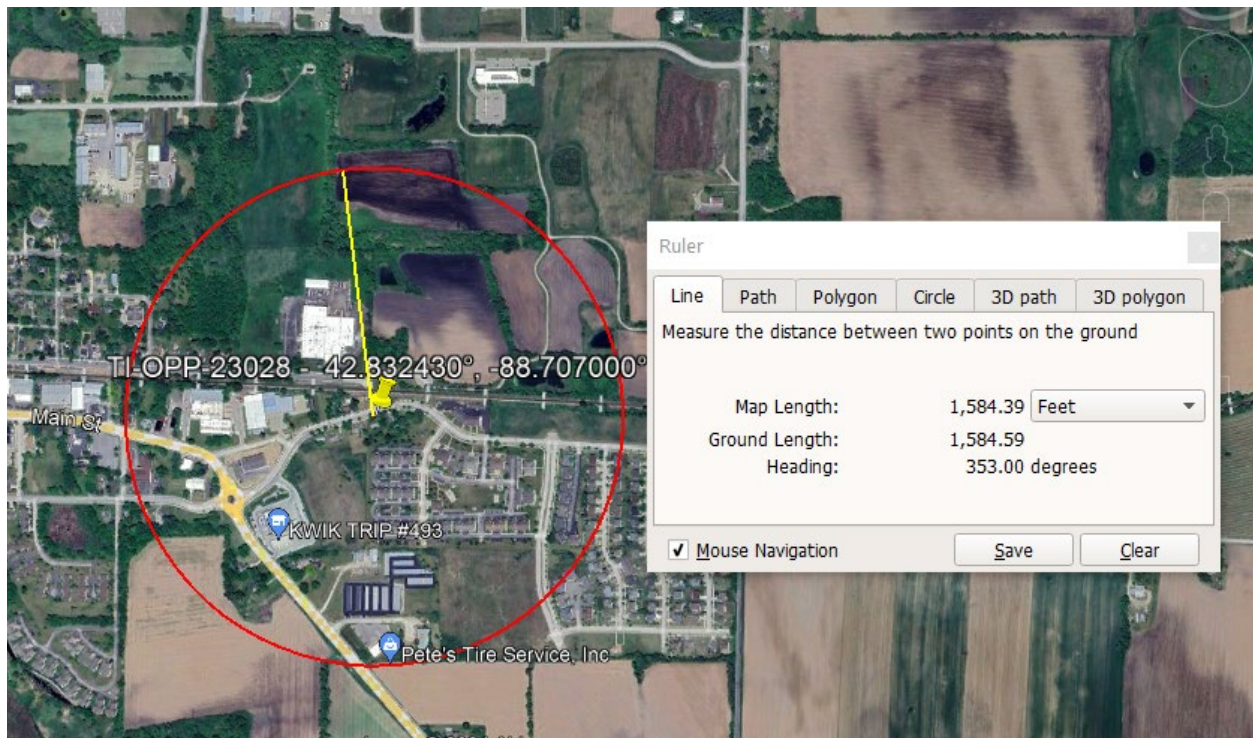 Ruler
Line Path Polygon Circle 3D path 3D polygon
Measure the distance between two points on the ground
TI-OPP-23028 - 42.832430°, -88.707000°
Map Length: 1,584.39 Feet
Main St
Ground Length: 1,584.59
Heading: 353.00 degrees
KWIK TRIP #493
Mouse Navigation Save Clear
Pete's Tire Service, Inc